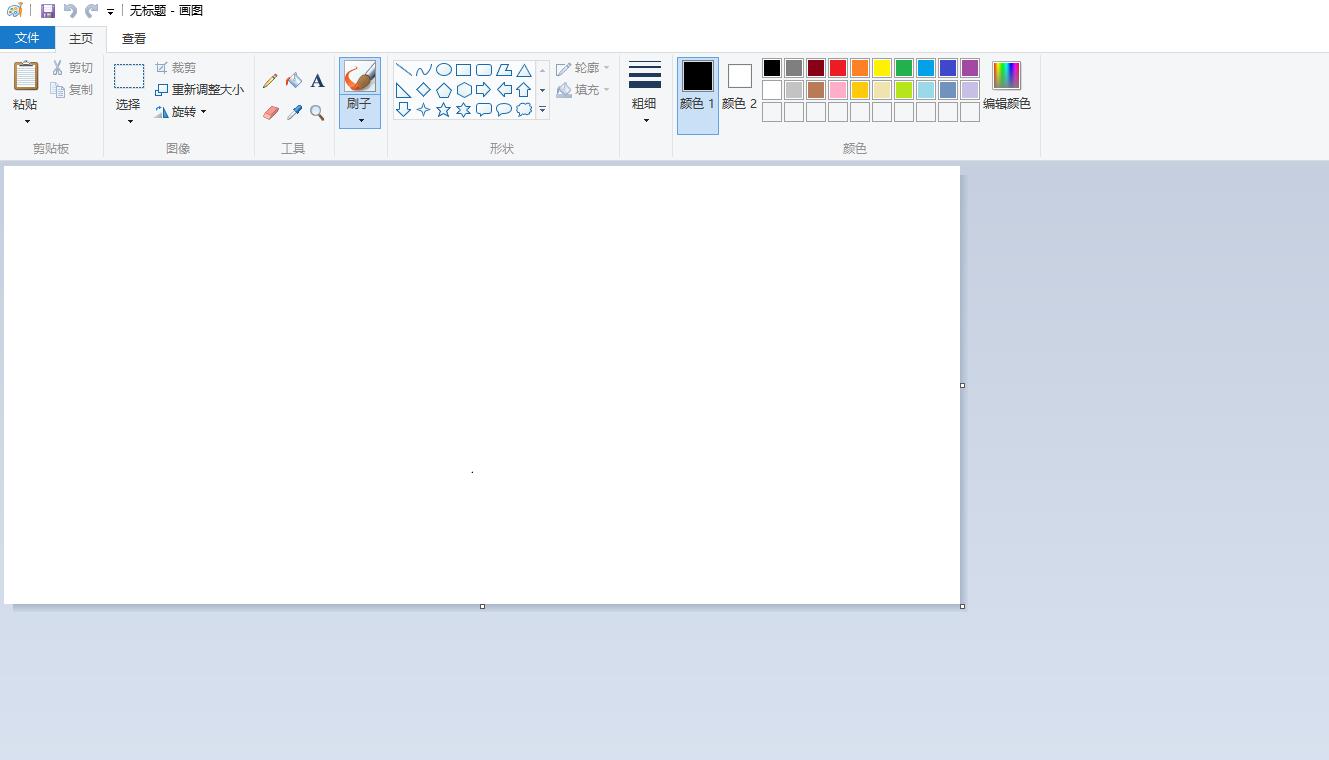 无标题 - 画图
文件 主页 查看
粘贴 剪切 复制 剪贴板
选择 裁剪 重新调整大小 旋转 图像
A 工具
刷子
轮廓 填充 形状
粗细
颜色 1 颜色 2 编辑颜色 颜色